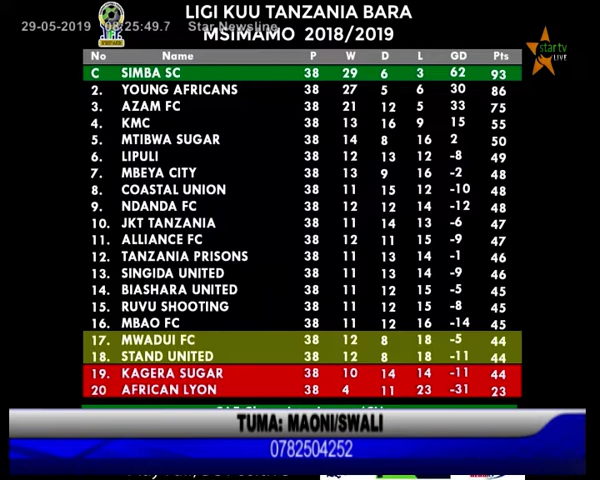 LIGI KUU TANZANIA BARA
29-05-2019 08:25:49.7 Star Newsline
MSIMAMO 2018/2019
startv
LIVE
No Name P W D L GD Pts
C SIMBA SC 38 29 6 3 62 93
2. YOUNG AFRICANS 38 27 5 6 30 86
3. AZAM FC 38 21 12 5 33 75
4. KMC 38 13 16 9 15 55
5. MTIBWA SUGAR 38 14 8 16 2 50
6. LIPULI 38 12 13 12 -8 49
7. MBEYA CITY 38 13 9 16 -2 48
8. COASTAL UNION 38 11 15 12 -10 48
9. NDANDA FC 38 12 12 14 -12 48
10. JKT TANZANIA 38 11 14 13 -6 47
11. ALLIANCE FC 38 12 11 15 -9 47
12. TANZANIA PRISONS 38 11 13 14 -1 46
13. SINGIDA UNITED 38 11 13 14 -9 46
14. BIASHARA UNITED 38 11 12 15 -5 45
15. RUVU SHOOTING 38 11 12 15 -8 45
16. MBAO FC 38 11 12 16 -14 45
17. MWADUI FC 38 12 8 18 -5 44
18. STAND UNITED 38 12 8 18 -11 44
19. KAGERA SUGAR 38 10 14 14 -11 44
20 AFRICAN LYON 38 4 11 23 -31 23
TUMA: MAONI/SWALI
0782504252